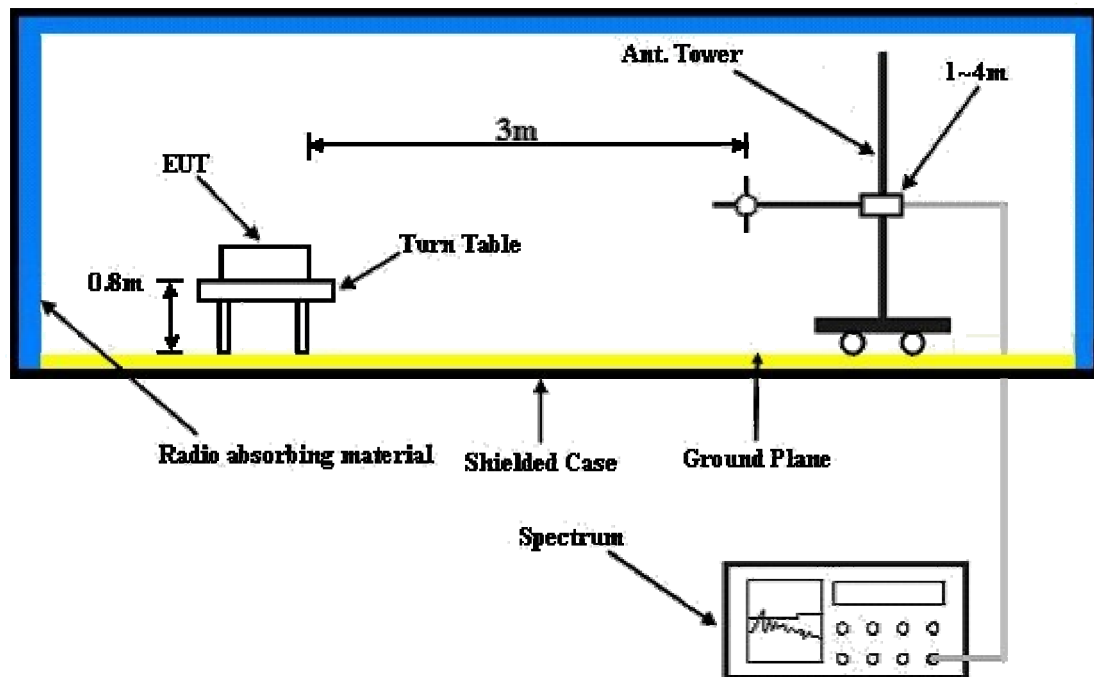 Ant. Tower
1~4m
3m
EUT
Turn Table
0.8m
Radio absorbing material
Shielded Case
Ground Plane
Spectrum